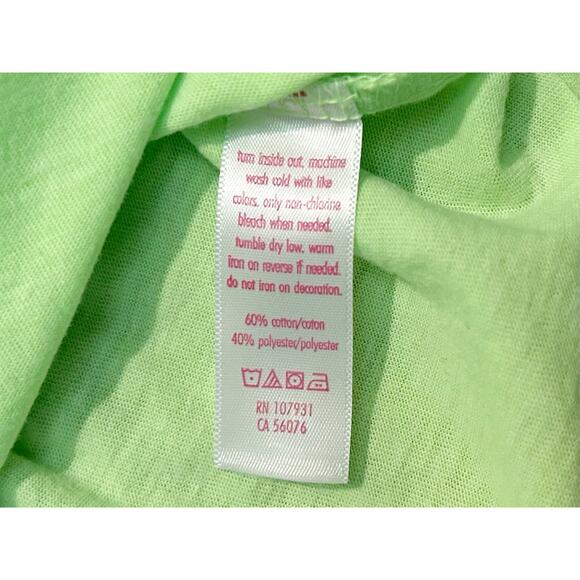 turn inside out. machine
wash cold with like
colors. only non-chlorine
bleach when needed.
tumble dry low. warm
iron on reverse if needed.
do not iron on decoration.
60% cotton/coton
40% polyester/polyester
RN 107931
CA 56076